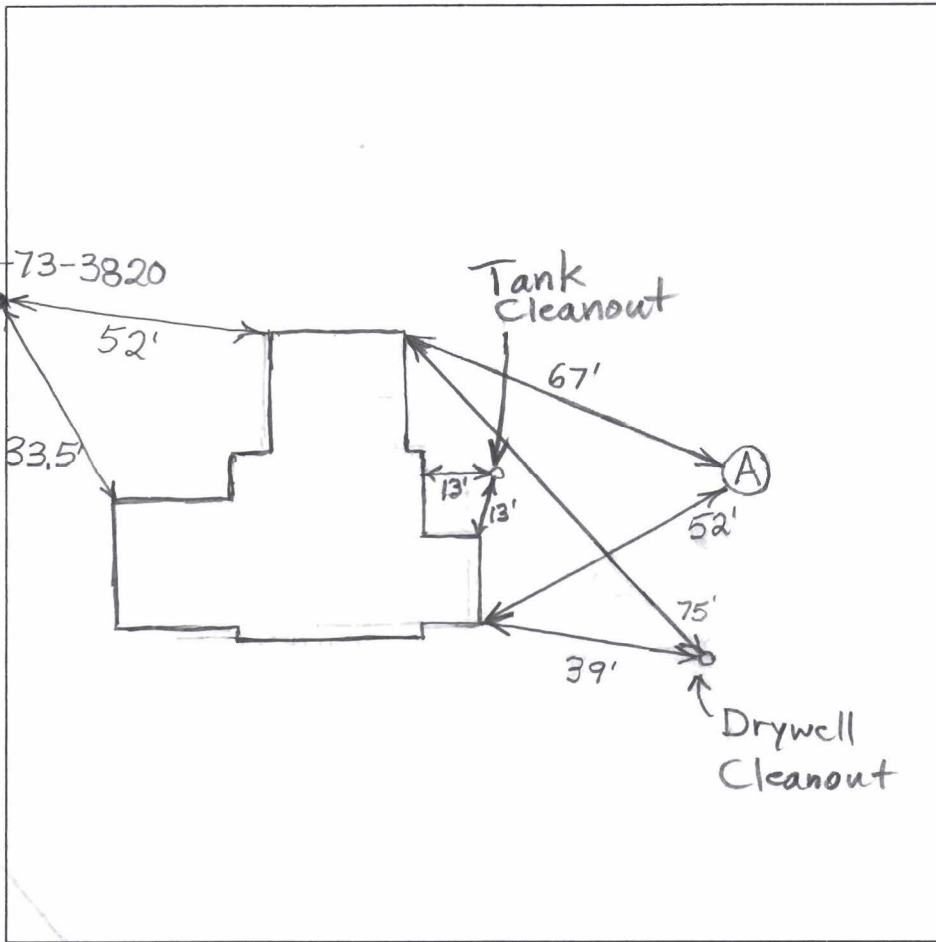 -73-3820
52'
33.5'
Tank
Cleanout
67'
A
13'
13'
52'
75'
39'
Drywell
Cleanout